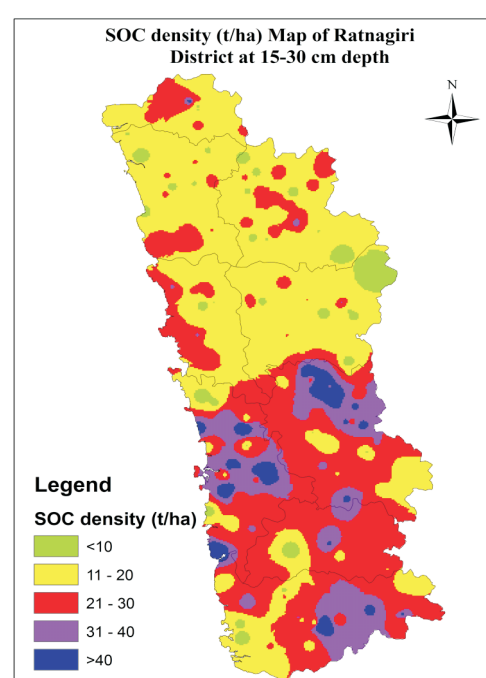 SOC density (t/ha) Map of Ratnagiri
District at 15-30 cm depth
N
Legend
SOC density (t/ha)
<10
11 - 20
21 - 30
31 - 40
>40